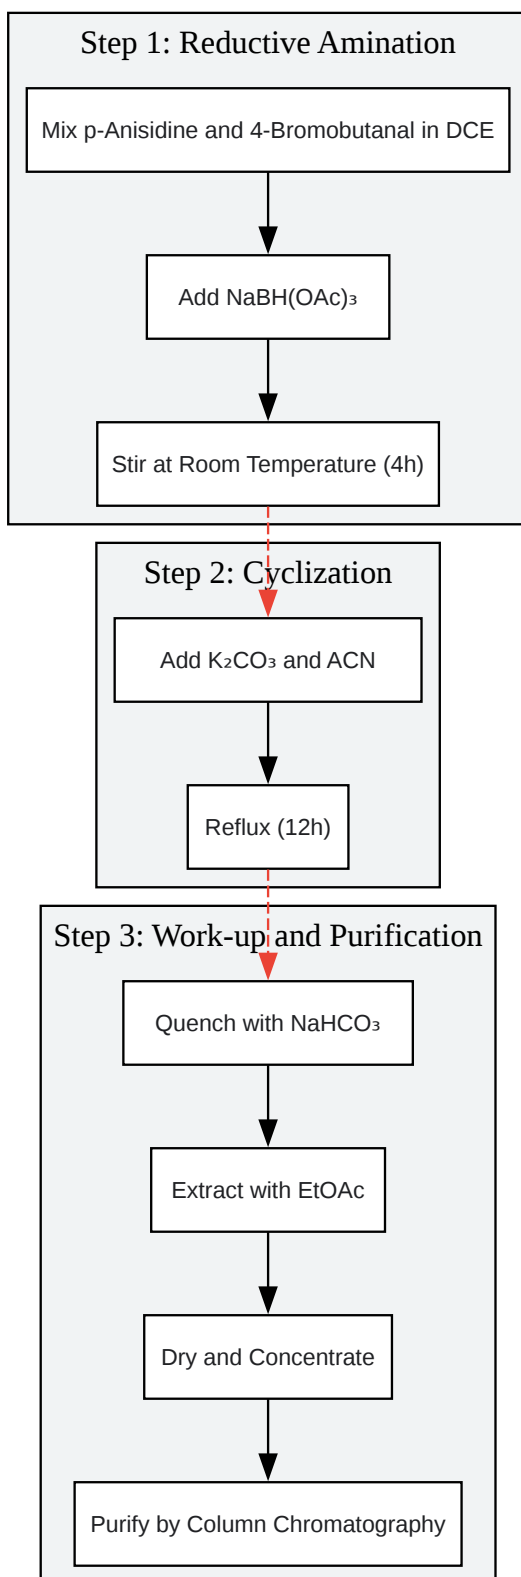 Step 1: Reductive Amination
Mix p-Anisidine and 4-Bromobutanal in DCE
Add NaBH(OAc)₃
Stir at Room Temperature (4h)
Step 2: Cyclization
Add K₂CO₃ and ACN
Reflux (12h)
Step 3: Work-up and Purification
Quench with NaHCO₃
Extract with EtOAc
Dry and Concentrate
Purify by Column Chromatography